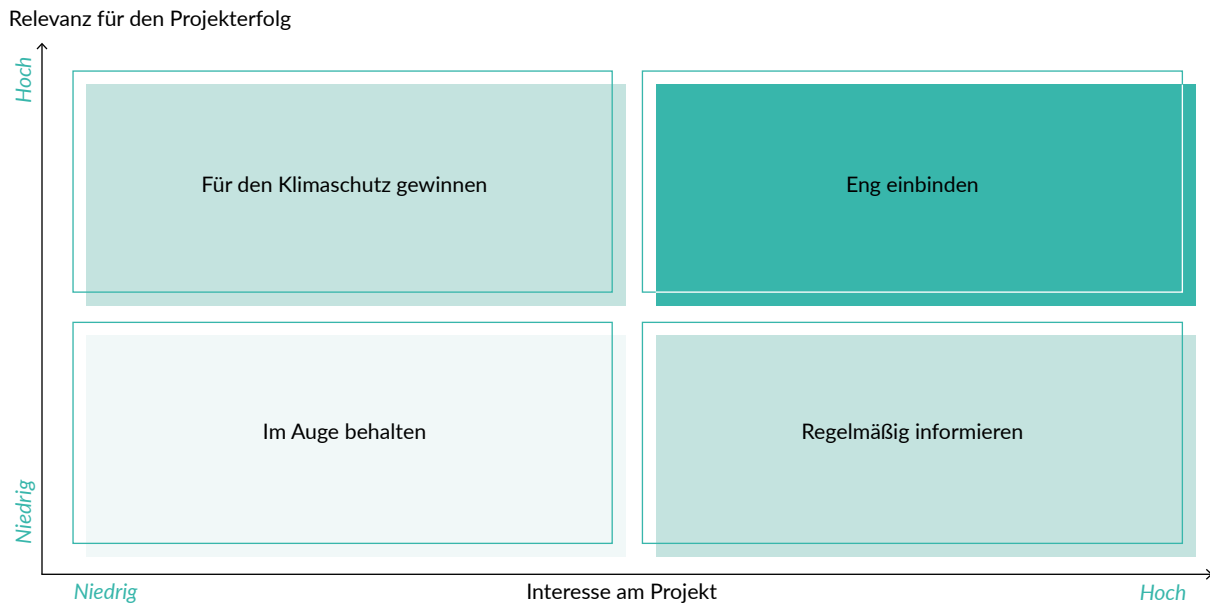 Relevanz für den Projekterfolg
Hoch
Für den Klimaschutz gewinnen
Eng einbinden
Im Auge behalten
Regelmäßig informieren
Niedrig
Niedrig
Interesse am Projekt
Hoch